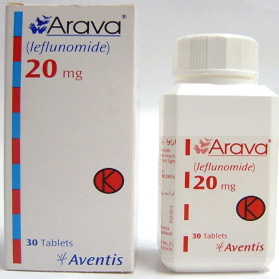 Arava®
(leflunomide)
20 mg
K
30 Tablets
Aventis
Arava®
(leflunomide)
20 mg
K
30 Tablets
Aventis